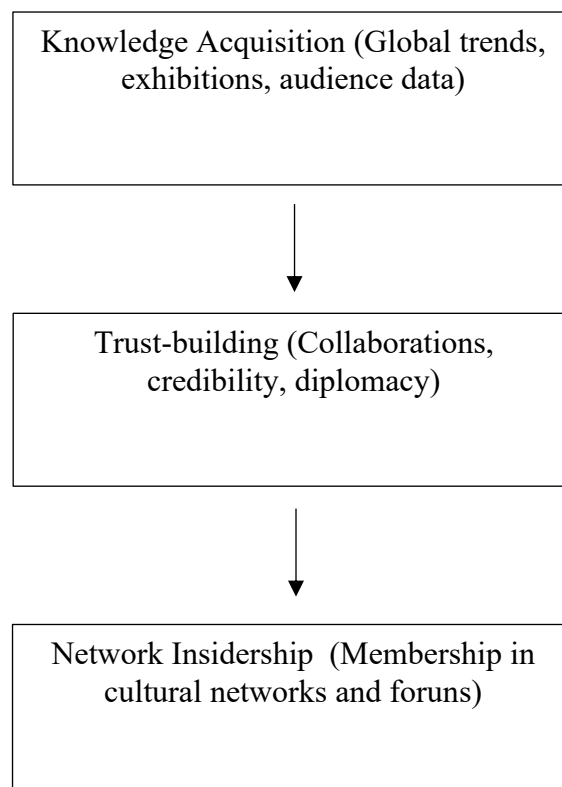 Knowledge Acquisition (Global trends,
exhibitions, audience data)
Trust-building (Collaborations,
credibility, diplomacy)
Network Insidership  (Membership in
cultural networks and foruns)